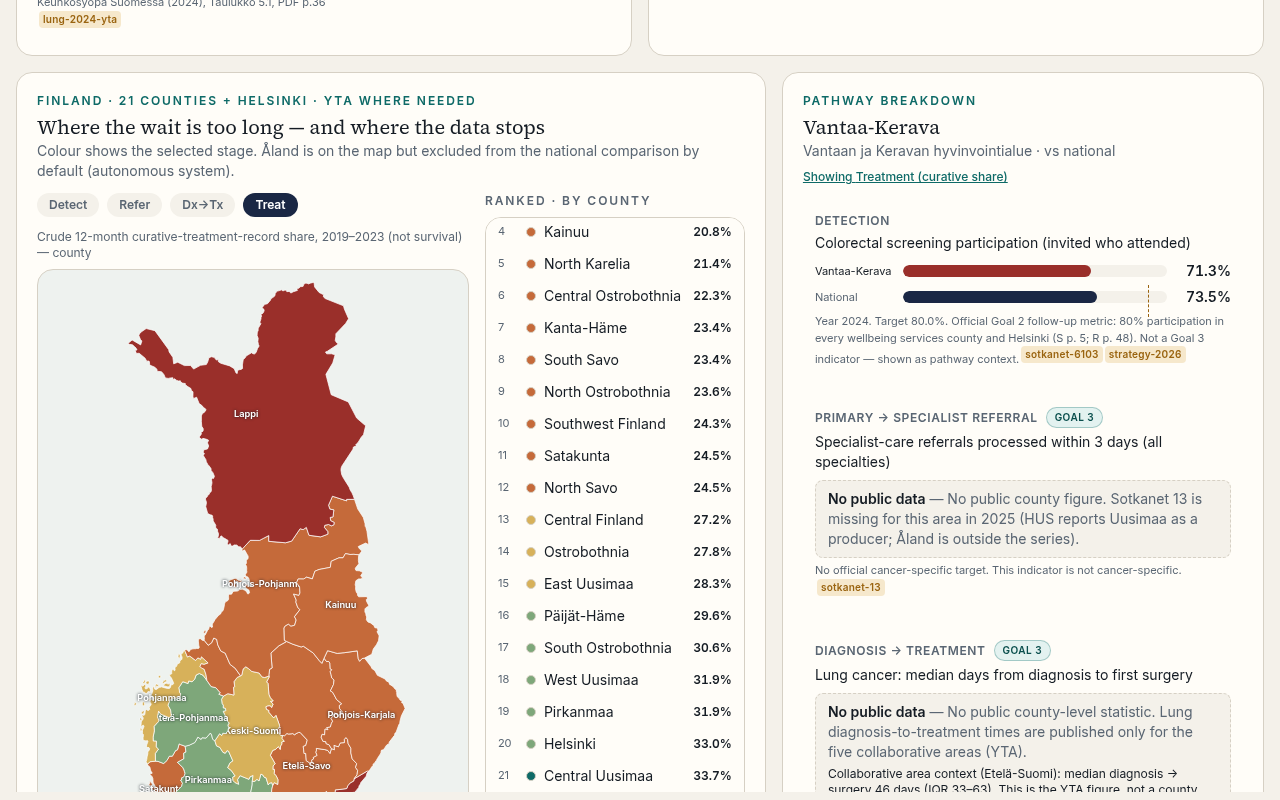 Keuhkosyöpä Suomessa (2024), Taulukko 5.1, PDF p.36
lung-2024-yta
FINLAND · 21 COUNTIES + HELSINKI · YTA WHERE NEEDED
Where the wait is too long — and where the data stops
Colour shows the selected stage. Åland is on the map but excluded from the national comparison by
default (autonomous system).
Detect
Refer
Dx→Tx
Treat
Crude 12-month curative-treatment-record share, 2019–2023 (not survival)
— county
Lappi
Pohjois-Pohjanm
Kainuu
Pohjanmaa
telä-Pohjanmaa
Keski-Suomi
Pohjois-Karjala
Etelä-Savo
Pirkanmaa
Satakunt
RANKED · BY COUNTY
4 Kainuu 20.8%
5 North Karelia 21.4%
6 Central Ostrobothnia 22.3%
7 Kanta-Häme 23.4%
8 South Savo 23.4%
9 North Ostrobothnia 23.6%
10 Southwest Finland 24.3%
11 Satakunta 24.5%
12 North Savo 24.5%
13 Central Finland 27.2%
14 Ostrobothnia 27.8%
15 East Uusimaa 28.3%
16 Päijät-Häme 29.6%
17 South Ostrobothnia 30.6%
18 West Uusimaa 31.9%
19 Pirkanmaa 31.9%
20 Helsinki 33.0%
21 Central Uusimaa 33.7%
PATHWAY BREAKDOWN
Vantaa-Kerava
Vantaan ja Keravan hyvinvointialue · vs national
Showing Treatment (curative share)
DETECTION
Colorectal screening participation (invited who attended)
Vantaa-Kerava 71.3%
National 73.5%
Year 2024. Target 80.0%. Official Goal 2 follow-up metric: 80% participation in
every wellbeing services county and Helsinki (S p. 5; R p. 48). Not a Goal 3
indicator — shown as pathway context. sotkanet-6103 strategy-2026
PRIMARY → SPECIALIST REFERRAL GOAL 3
Specialist-care referrals processed within 3 days (all
specialties)
No public data — No public county figure. Sotkanet 13 is
missing for this area in 2025 (HUS reports Uusimaa as a
producer; Åland is outside the series).
No official cancer-specific target. This indicator is not cancer-specific.
sotkanet-13
DIAGNOSIS → TREATMENT GOAL 3
Lung cancer: median days from diagnosis to first surgery
No public data — No public county-level statistic. Lung
diagnosis-to-treatment times are published only for the
five collaborative areas (YTA).
Collaborative area context (Etelä-Suomi): median diagnosis →
surgery 46 days (IQR 33–63). This is the YTA figure, not a county